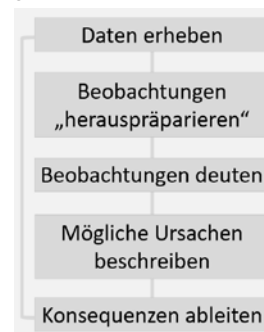 Daten erheben
Beobachtungen
„herauspräparieren“
Beobachtungen deuten
Mögliche Ursachen
beschreiben
Konsequenzen ableiten